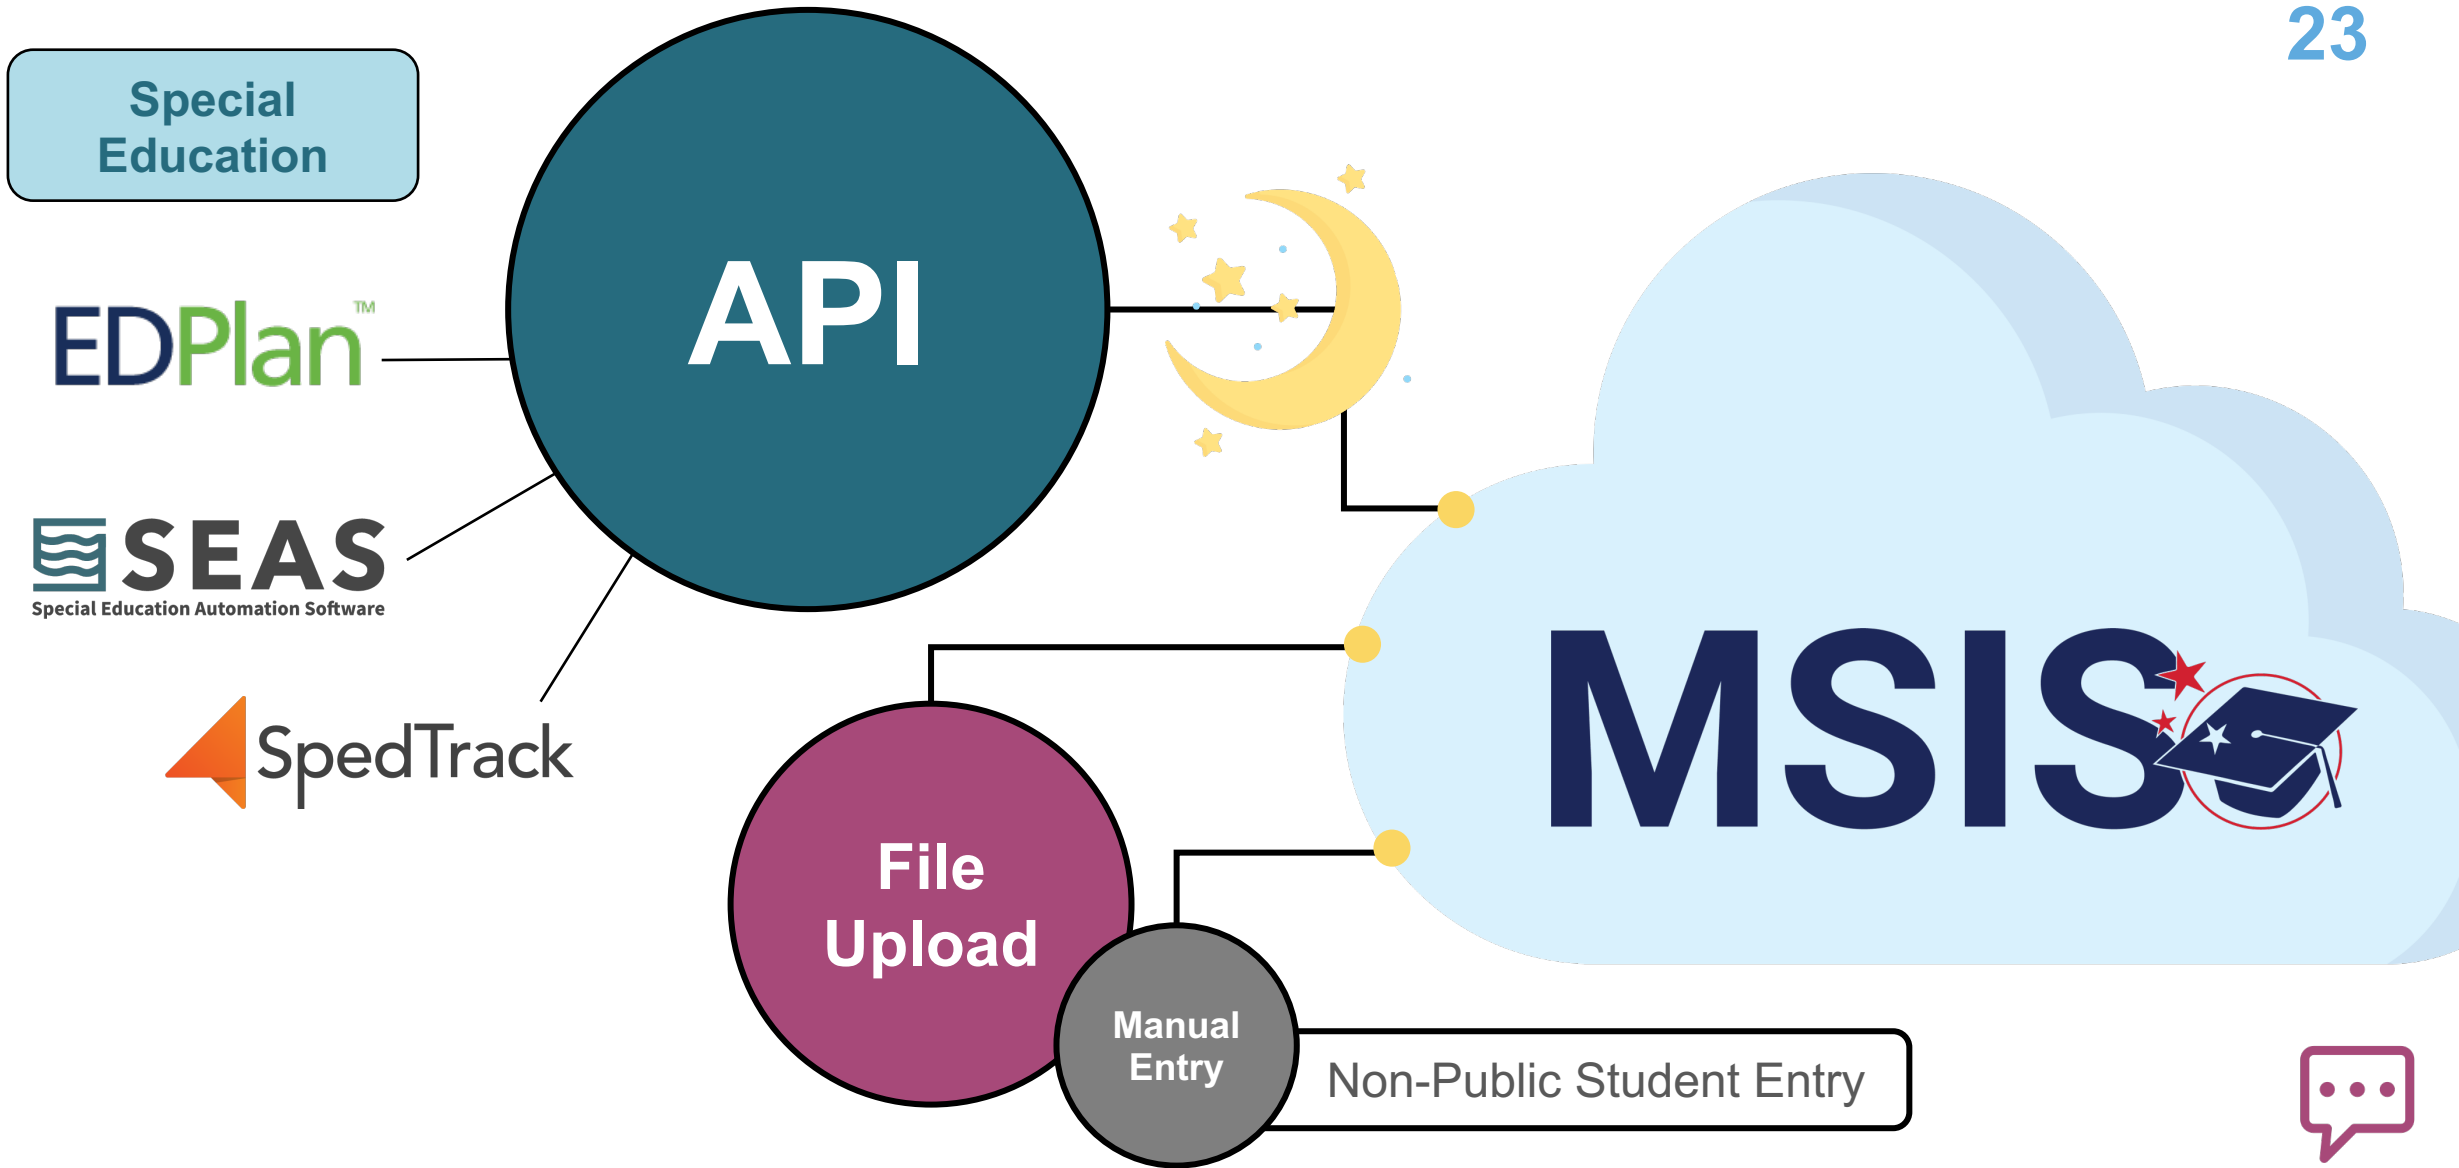 23
Special
Education
API
EDPlan™
SEAS
Special Education Automation Software
SpedTrack
MSIS
File
Upload
Manual
Entry
Non-Public Student Entry